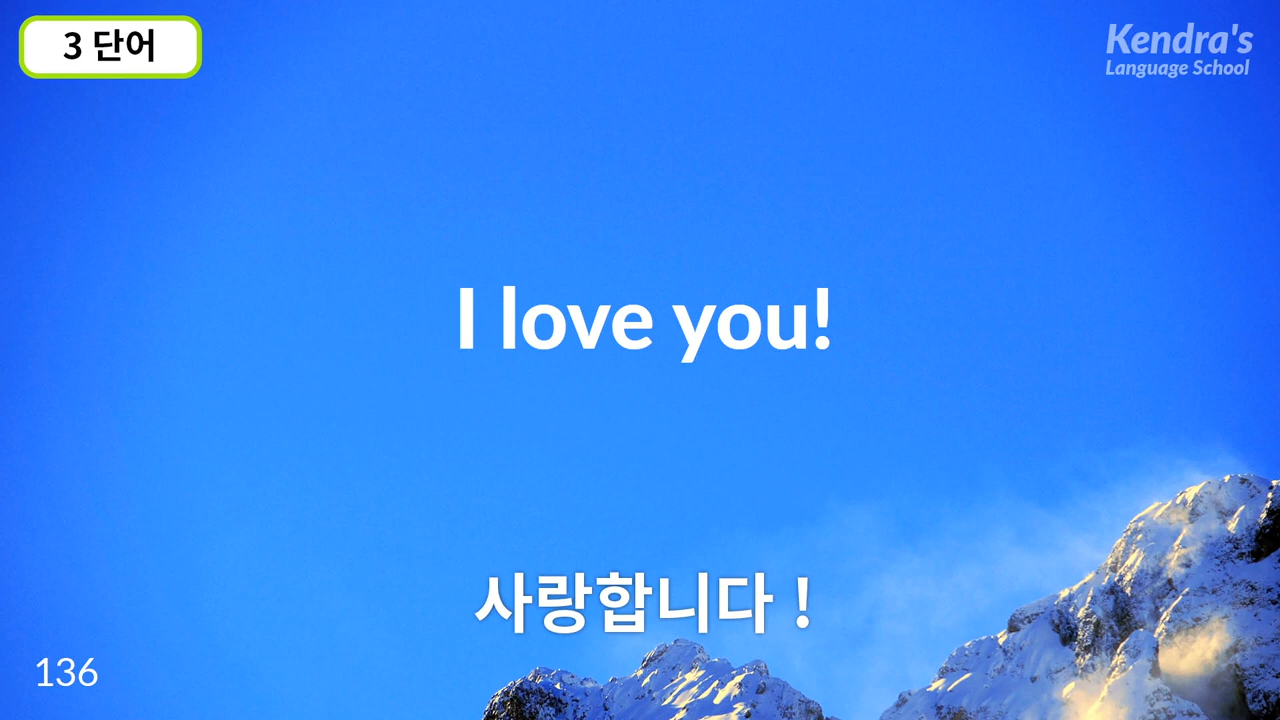 3 단어
Kendra's
Language School
I love you!
사랑합니다 !
136